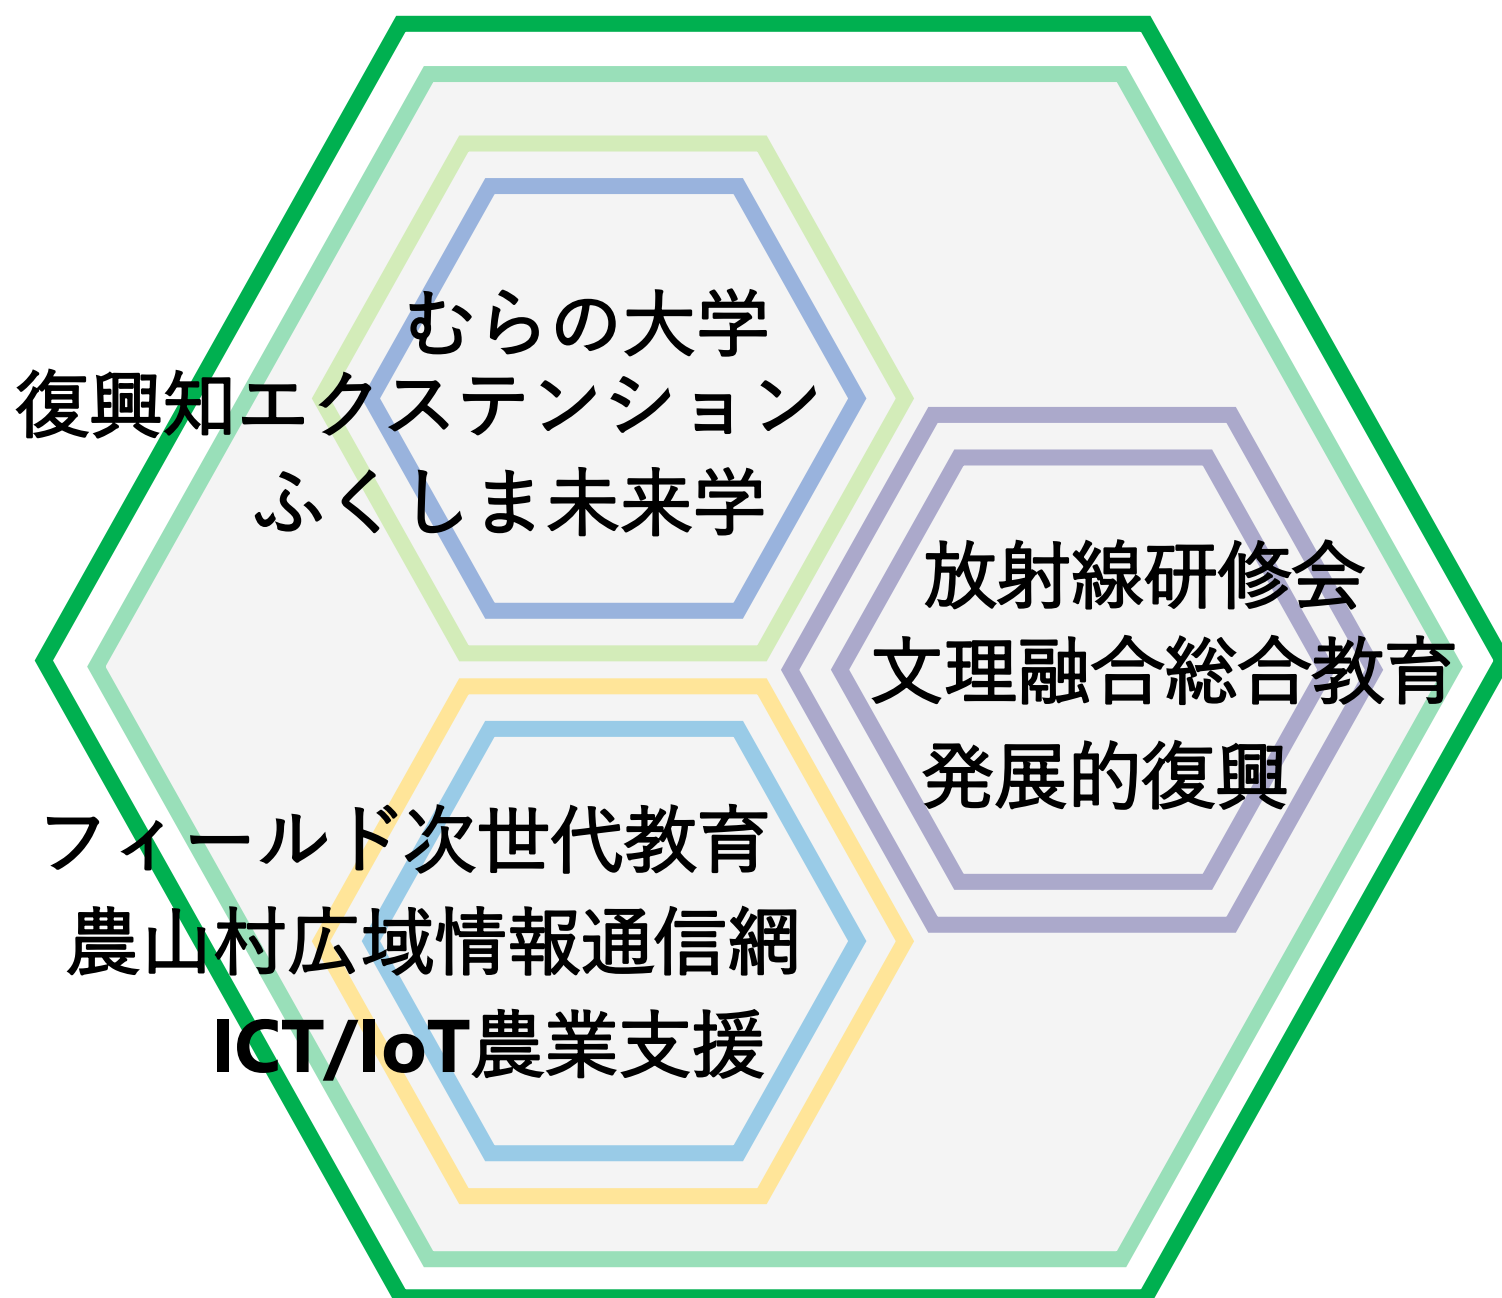 むらの大学
復興知エクステンション
ふくしま未来学
放射線研修会
文理融合総合教育
発展的復興
フィールド次世代教育
農山村広域情報通信網
ICT/IoT農業支援